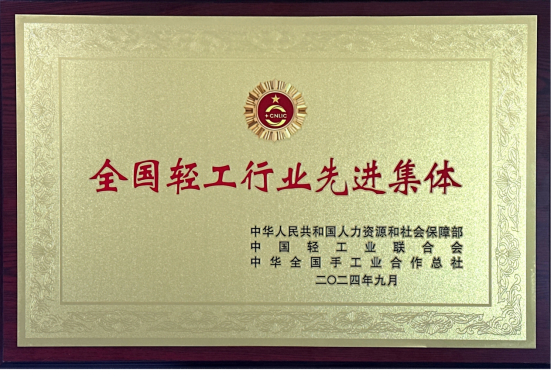 CNLIC
全国轻工行业先进集体
中华人民共和国人力资源和社会保障部
中国轻工业联合会
中华全国手工业合作总社
二〇二四年九月